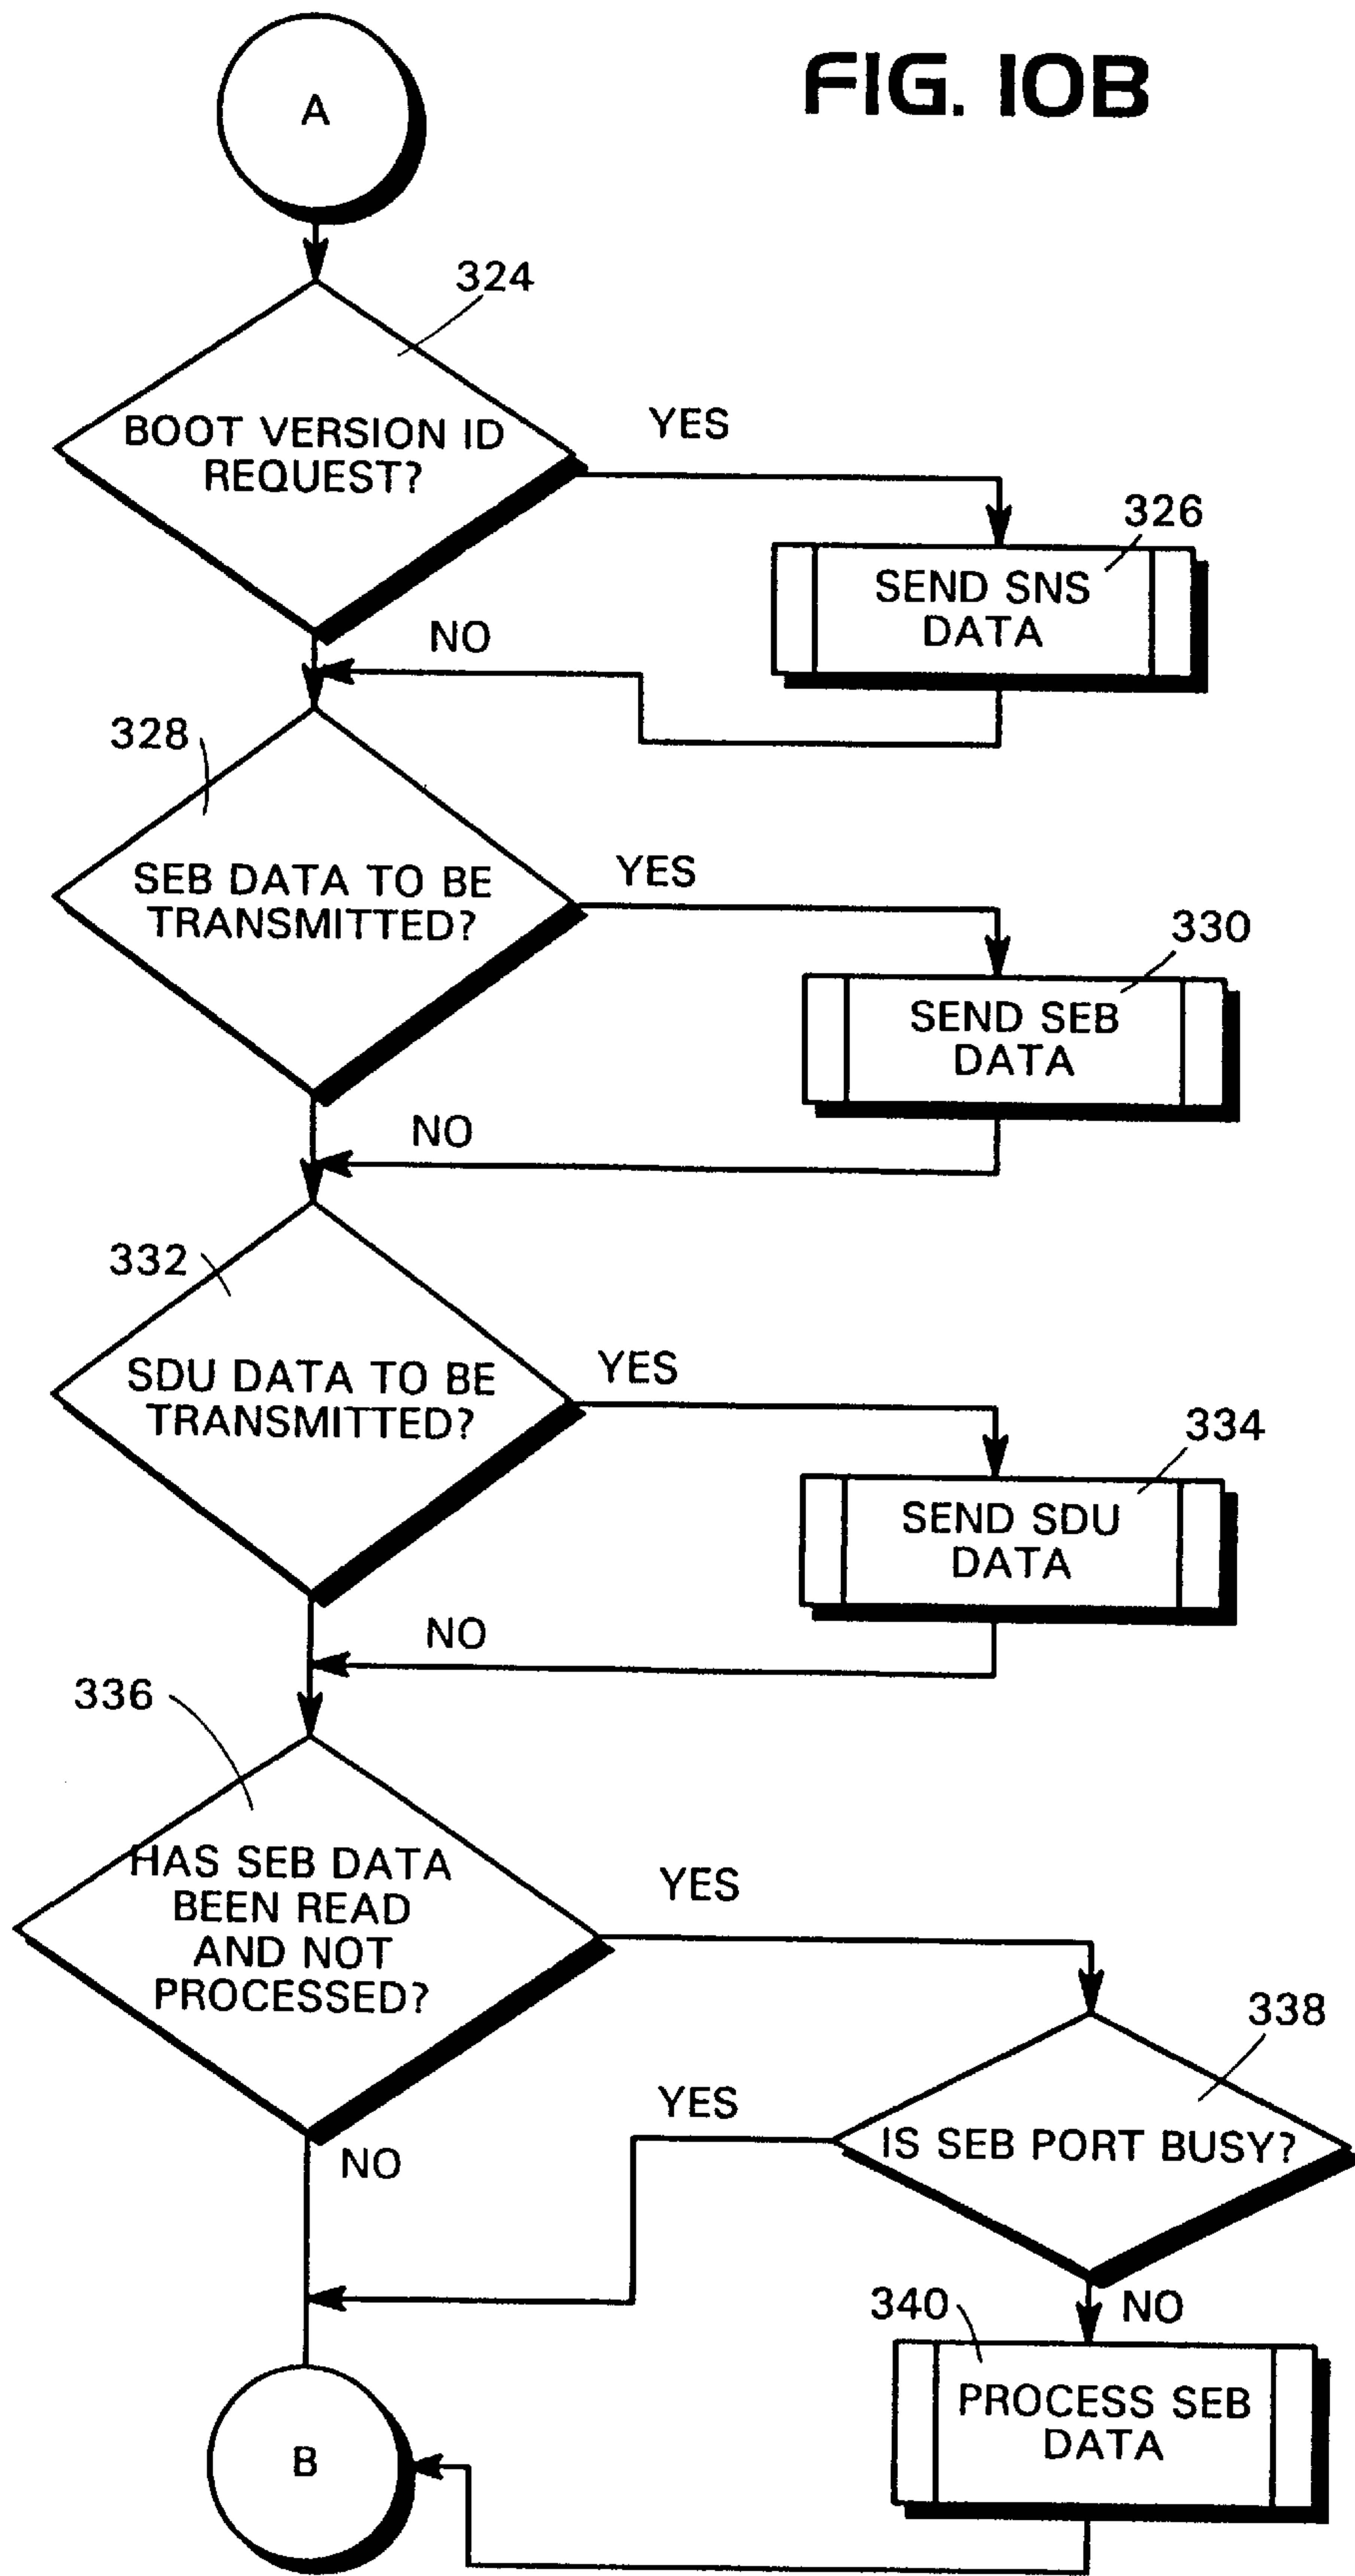 FIG. 10B
A
324
BOOT VERSION ID
REQUEST?
YES
326
SEND SNS
DATA
NO
328
SEB DATA TO BE
TRANSMITTED?
YES
330
SEND SEB
DATA
NO
332
SDU DATA TO BE
TRANSMITTED?
YES
334
SEND SDU
DATA
NO
336
HAS SEB DATA
BEEN READ
AND NOT
PROCESSED?
YES
338
IS SEB PORT BUSY?
YES
NO
NO
340
PROCESS SEB
DATA
B